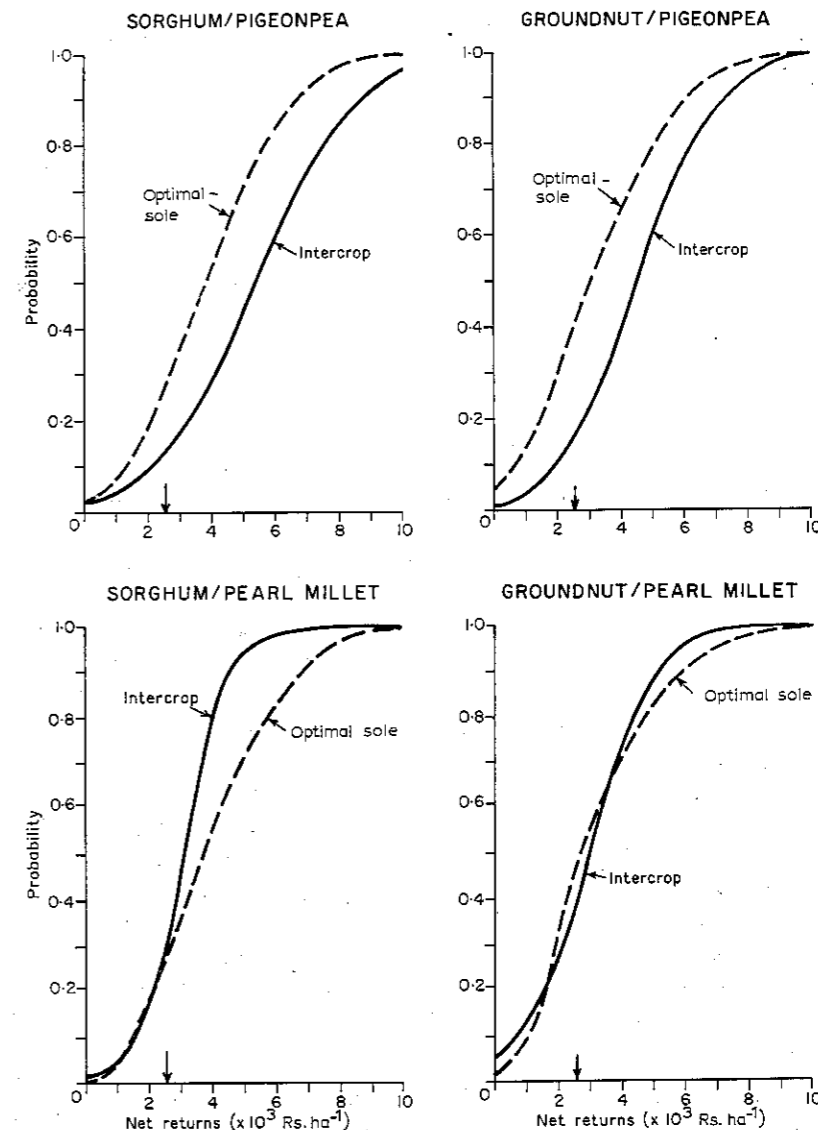 SORGHUM/PIGEONPEA
1·0
0·8
0·6
0·4
0·2
Probability
Optimal-
sole
Intercrop
0 2 4 6 8 10
GROUNDNUT/PIGEONPEA
1·0
0·8
0·6
0·4
0·2
Optimal-
sole
Intercrop
0 2 4 6 8 10
SORGHUM/PEARL MILLET
1·0
0·8
0·6
0·4
0·2
Probability
Intercrop
Optimal sole
0 2 4 6 8 10
Net returns (x 10³ Rs. ha⁻¹)
GROUNDNUT/PEARL MILLET
1·0
0·8
0·6
0·4
0·2
Optimal sole
Intercrop
0 2 4 6 8 10
Net returns (x 10³ Rs. ha⁻¹)